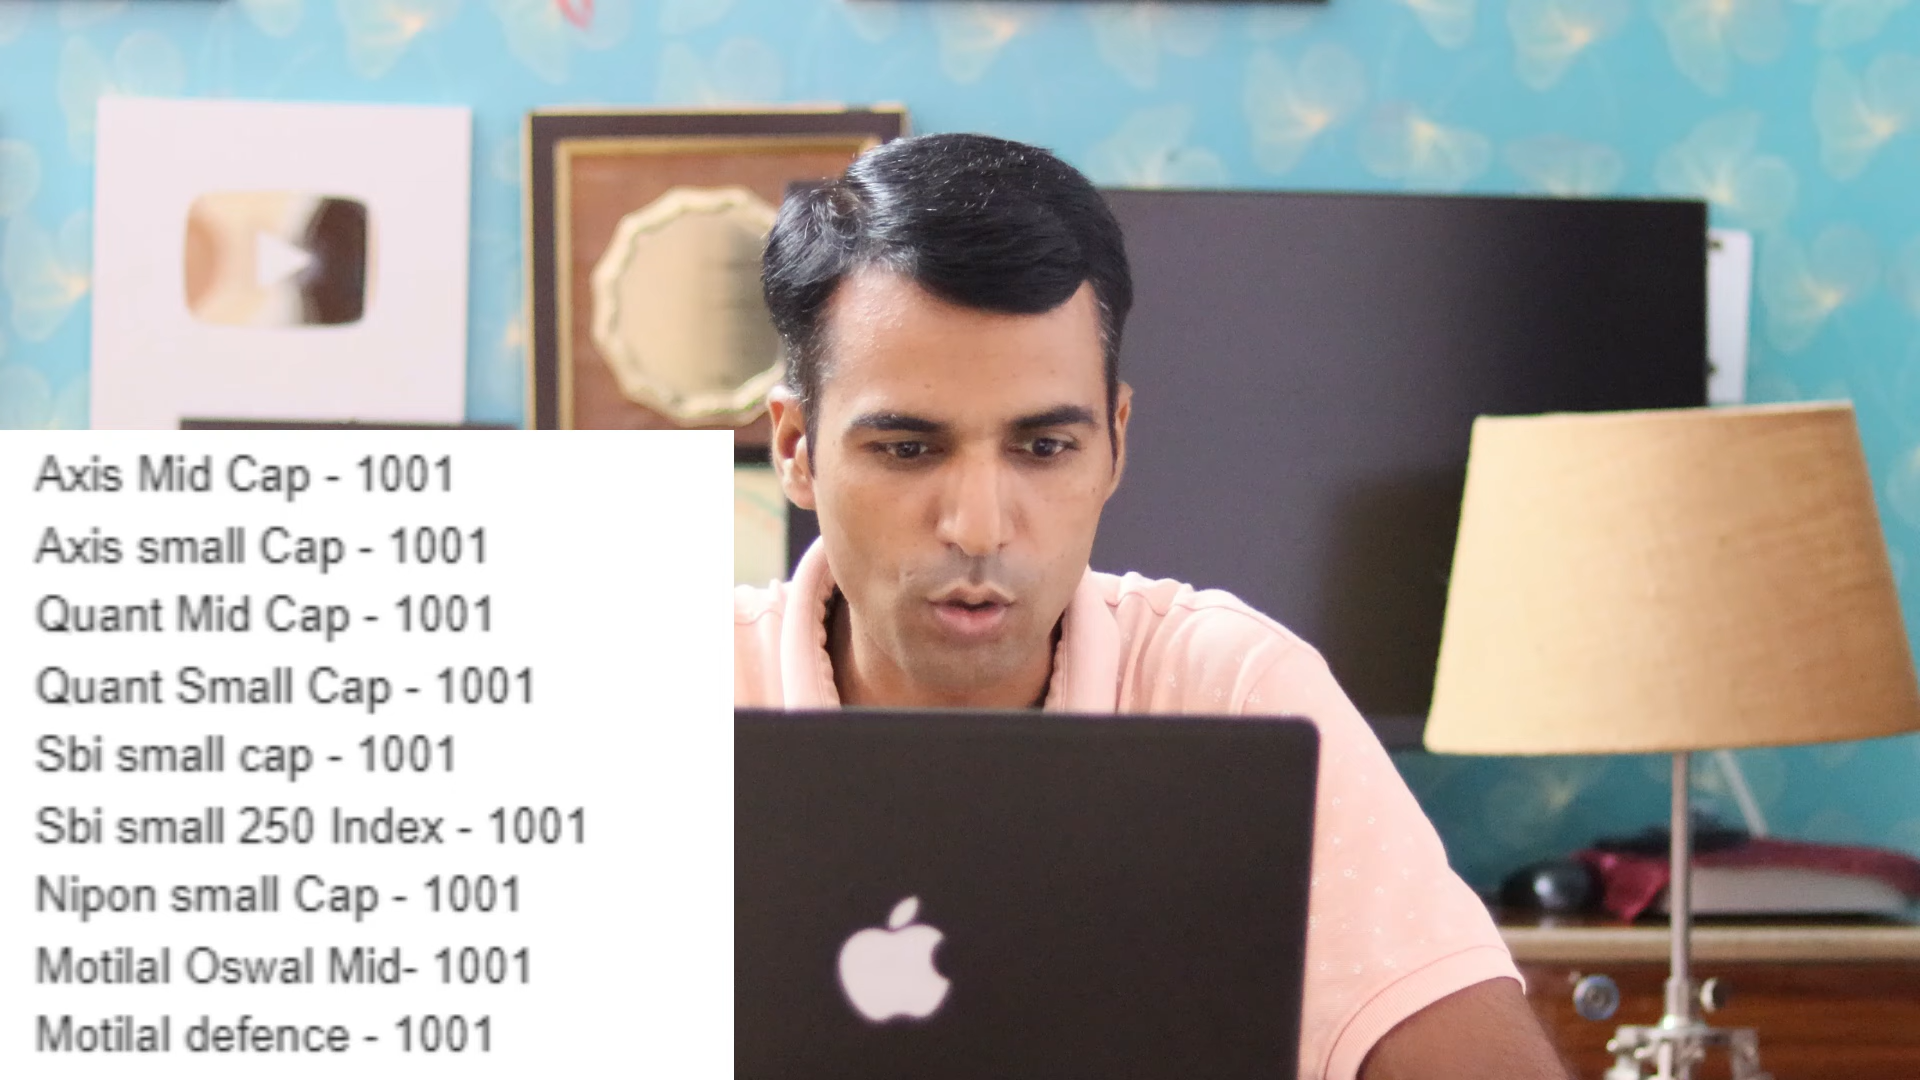 Axis Mid Cap - 1001
Axis small Cap - 1001
Quant Mid Cap - 1001
Quant Small Cap - 1001
Sbi small cap - 1001
Sbi small 250 Index - 1001
Nipon small Cap - 1001
Motilal Oswal Mid- 1001
Motilal defence - 1001